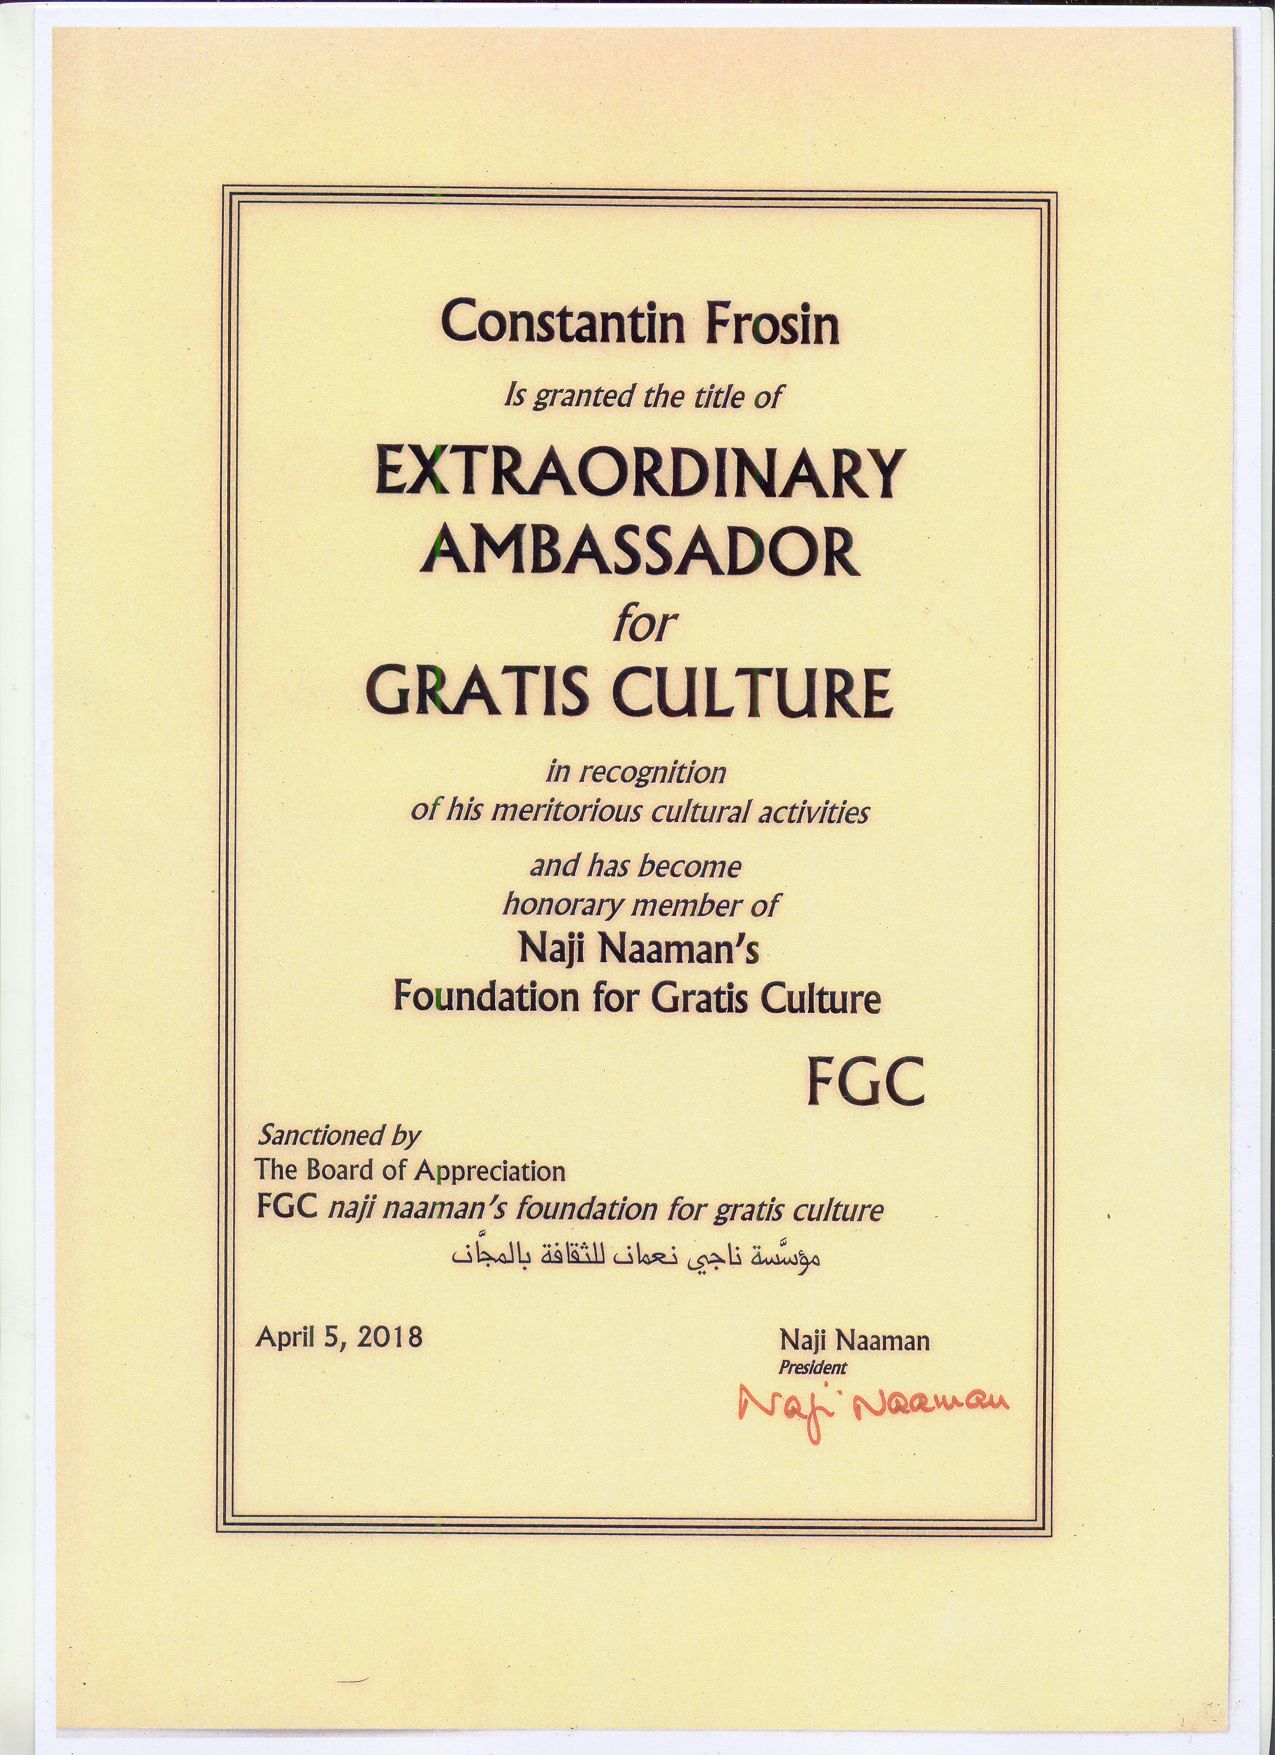 Constantin Frosin
Is granted the title of
EXTRAORDINARY
AMBASSADOR
for
GRATIS CULTURE
in recognition
of his meritorious cultural activities
and has become
honorary member of
Naji Naaman's
Foundation for Gratis Culture
FGC
Sanctioned by
The Board of Appreciation
FGC naji naaman's foundation for gratis culture
مؤسَّسة ناجي نعمان للثقافة بالمجَّان
April 5, 2018
Naji Naaman
President
Naji Naaman